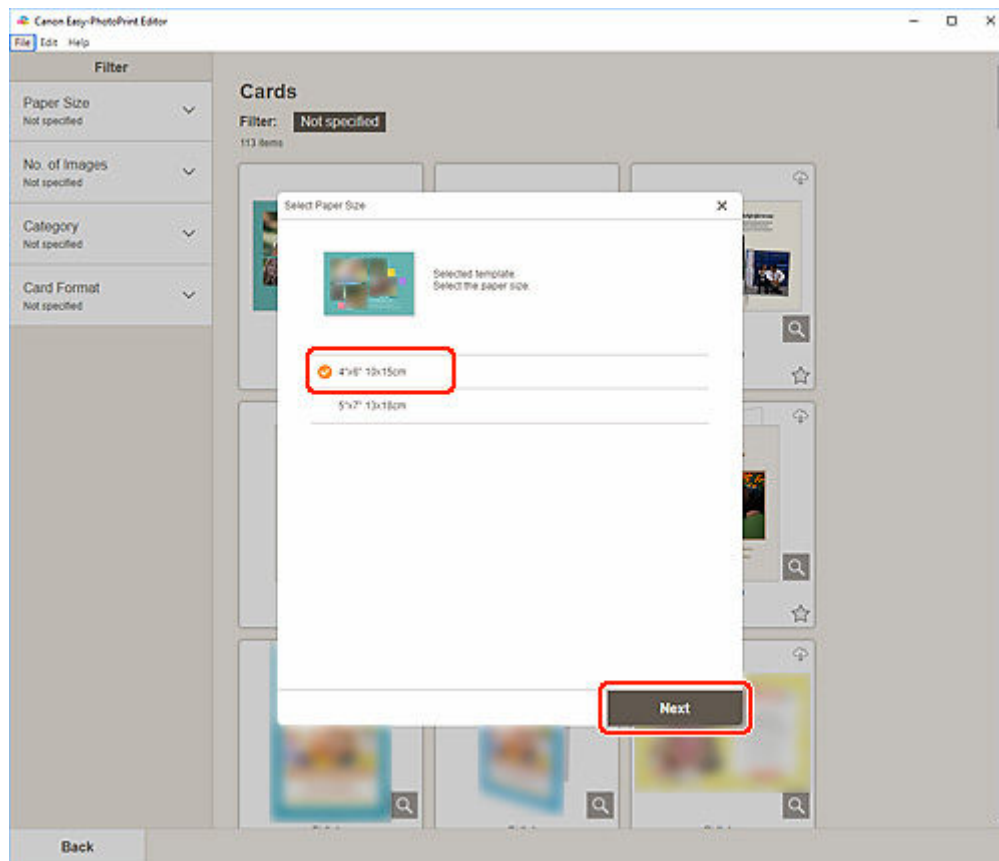 Canon Easy-PhotoPrint Editor
File Edit Help
Filter
Paper Size
Not specified
No. of Images
Not specified
Category
Not specified
Card Format
Not specified
Cards
Filter: Not specified
113 items
Select Paper Size
Selected template.
Select the paper size.
4"x6" 10x15cm
5"x7" 13x18cm
Next
Back